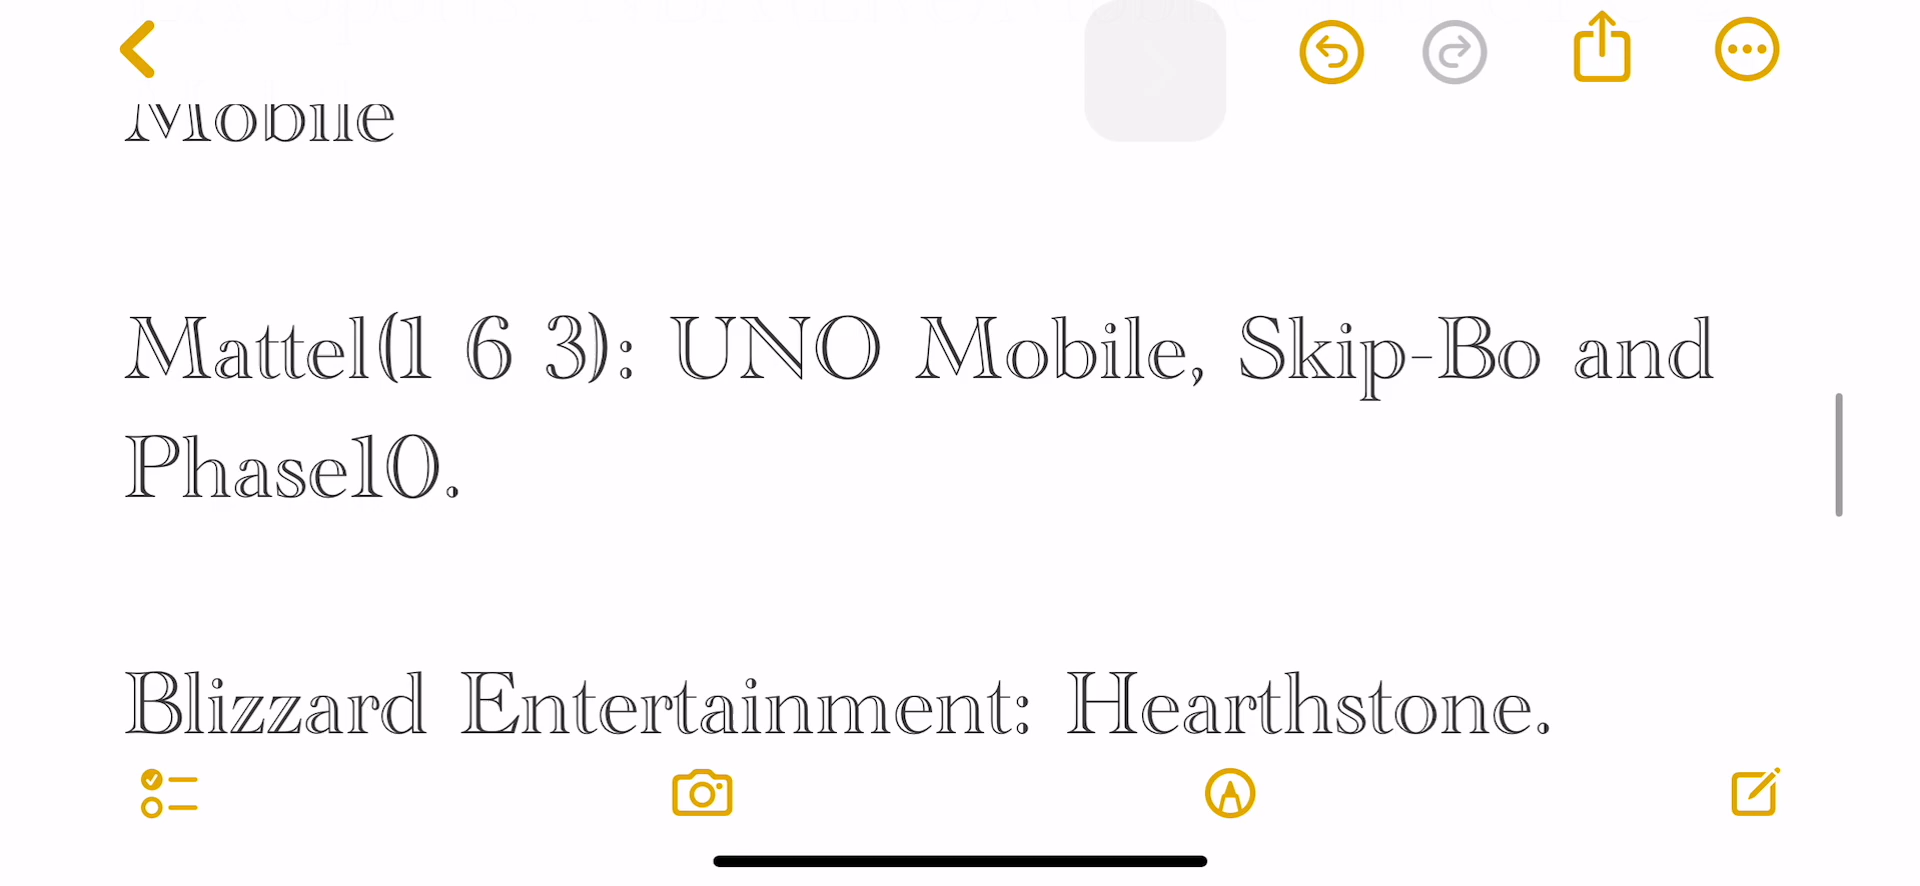 Mobile
Mattel(1 6 3): UNO Mobile, Skip-Bo and
Phase10.
Blizzard Entertainment: Hearthstone.